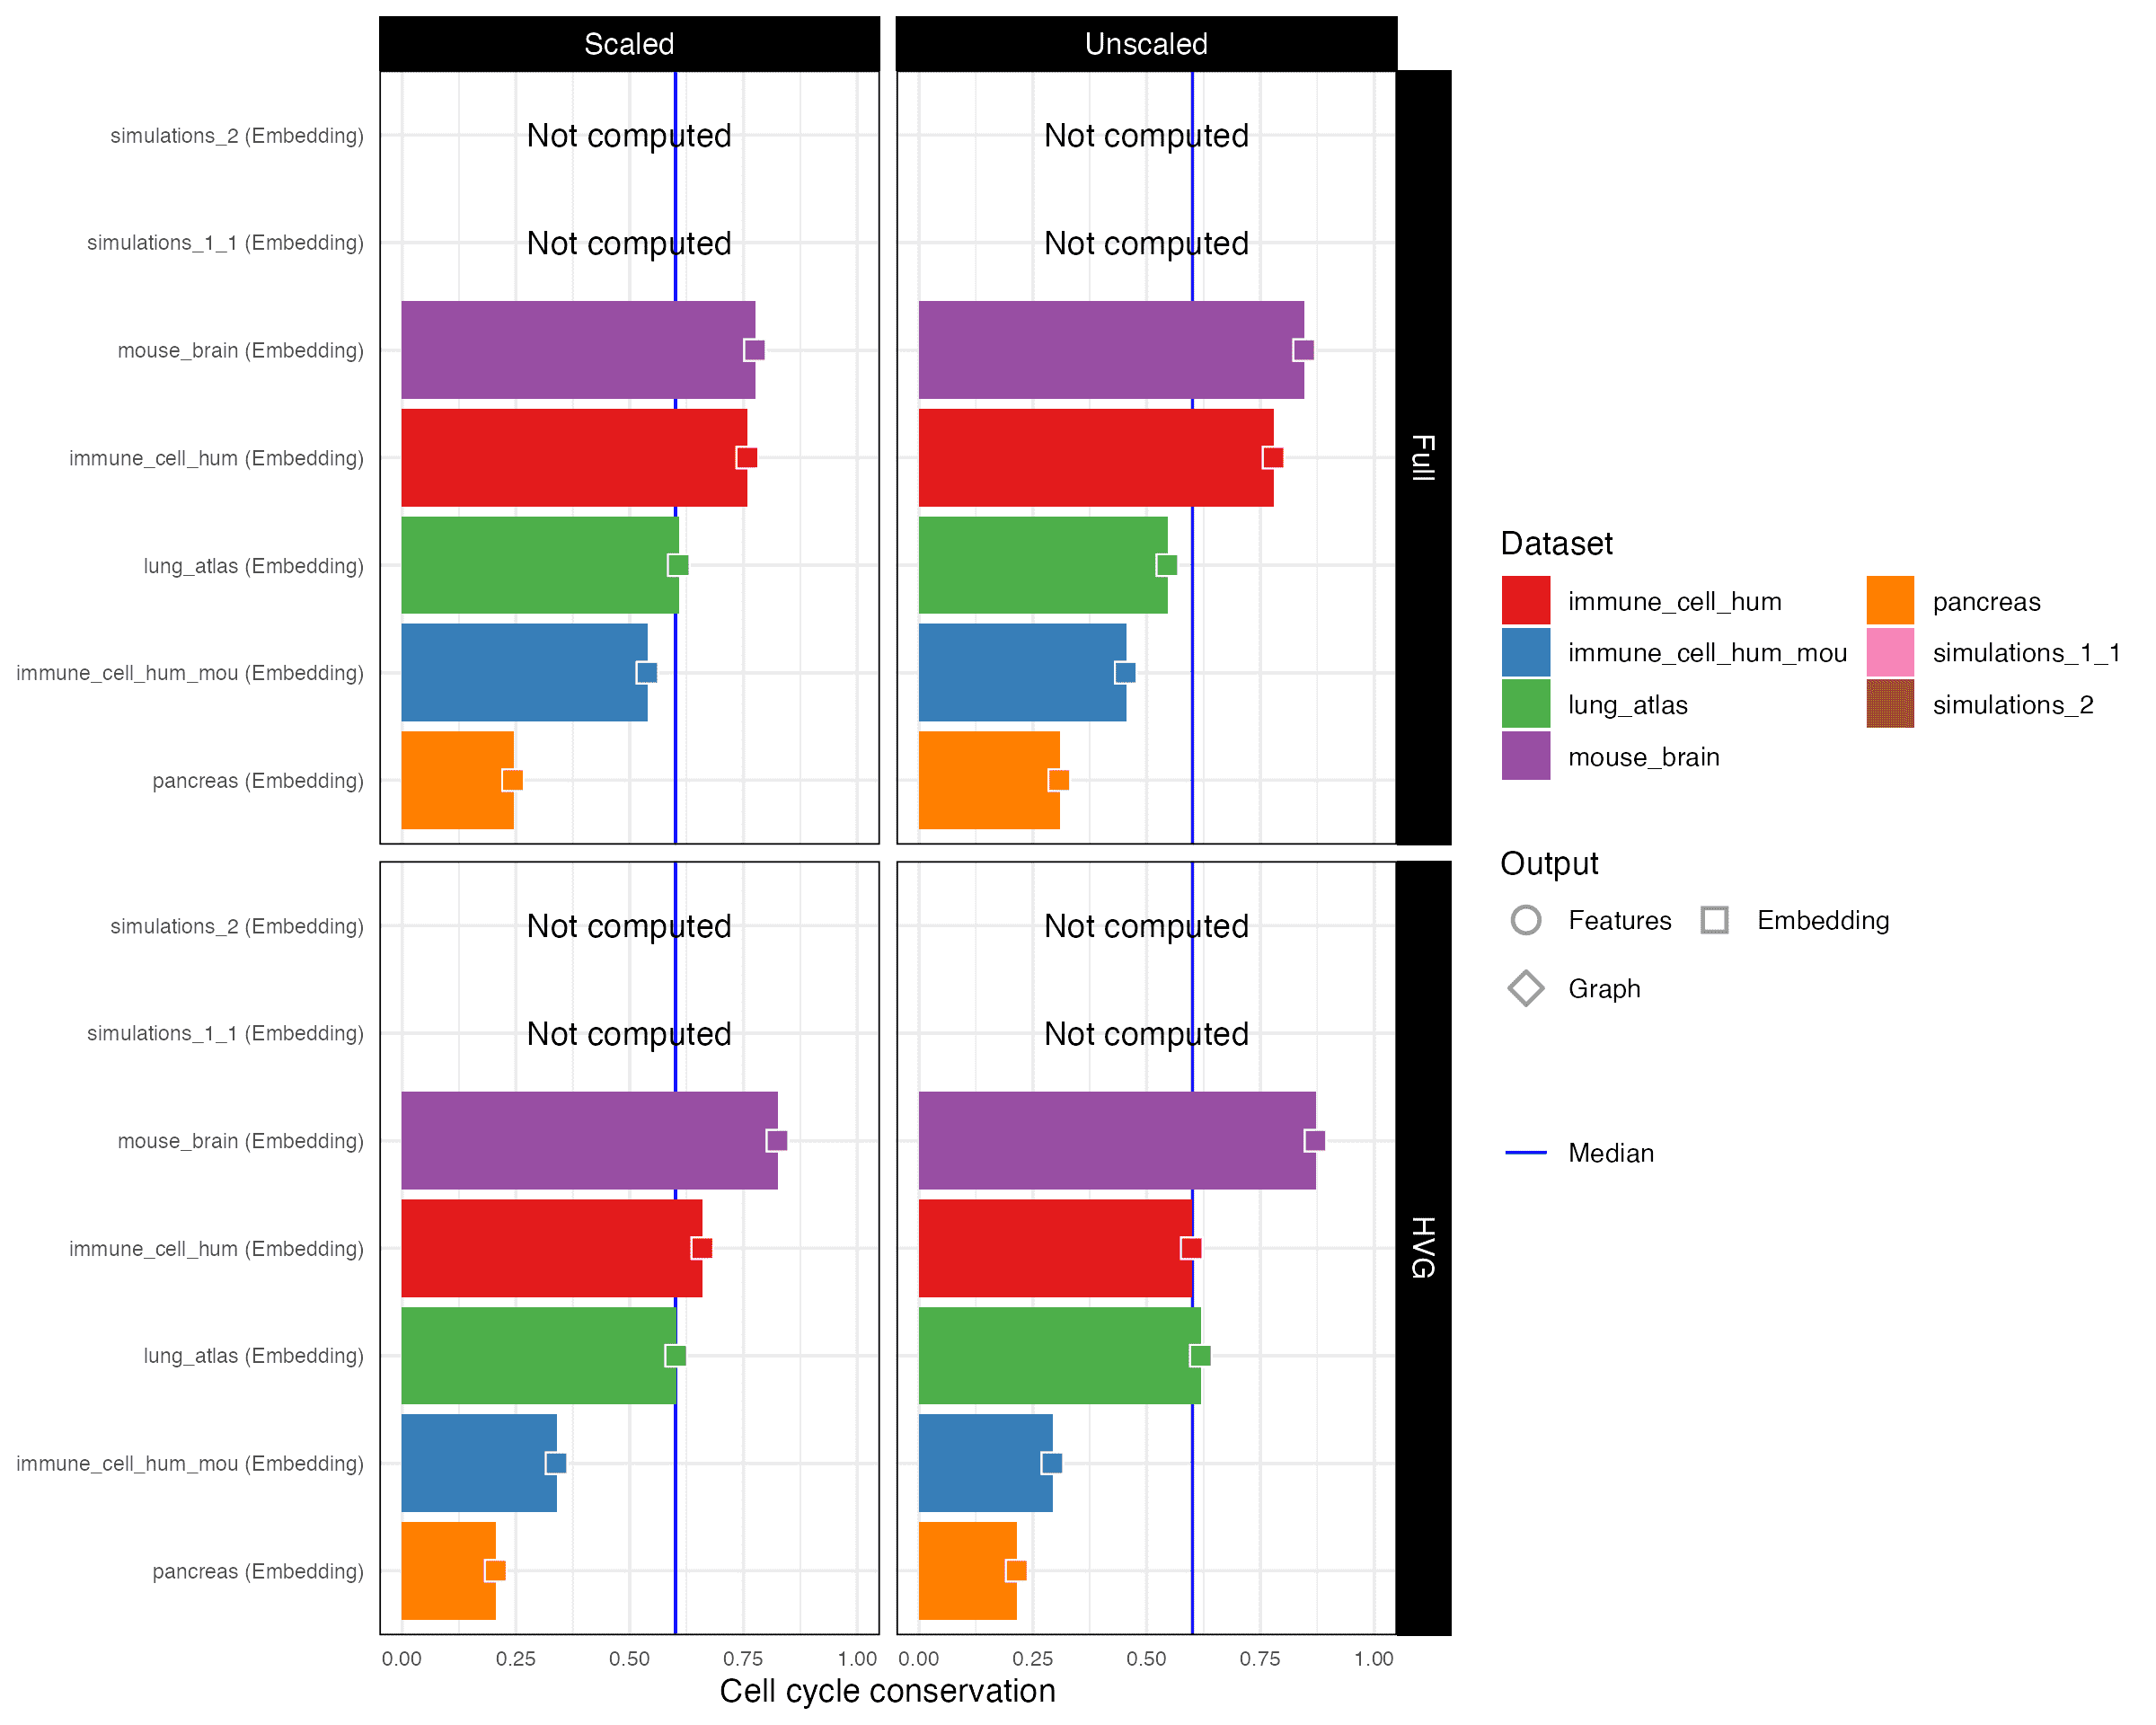 Scaled
Unscaled
simulations_2 (Embedding)
Not computed
Not computed
simulations_1_1 (Embedding)
Not computed
Not computed
mouse_brain (Embedding)
immune_cell_hum (Embedding)
lung_atlas (Embedding)
immune_cell_hum_mou (Embedding)
pancreas (Embedding)
Full
simulations_2 (Embedding)
Not computed
Not computed
simulations_1_1 (Embedding)
Not computed
Not computed
mouse_brain (Embedding)
immune_cell_hum (Embedding)
lung_atlas (Embedding)
immune_cell_hum_mou (Embedding)
pancreas (Embedding)
HVG
0.00 0.25 0.50 0.75 1.00
0.00 0.25 0.50 0.75 1.00
Cell cycle conservation
Dataset
immune_cell_hum
immune_cell_hum_mou
lung_atlas
mouse_brain
pancreas
simulations_1_1
simulations_2
Output
Features
Embedding
Graph
Median